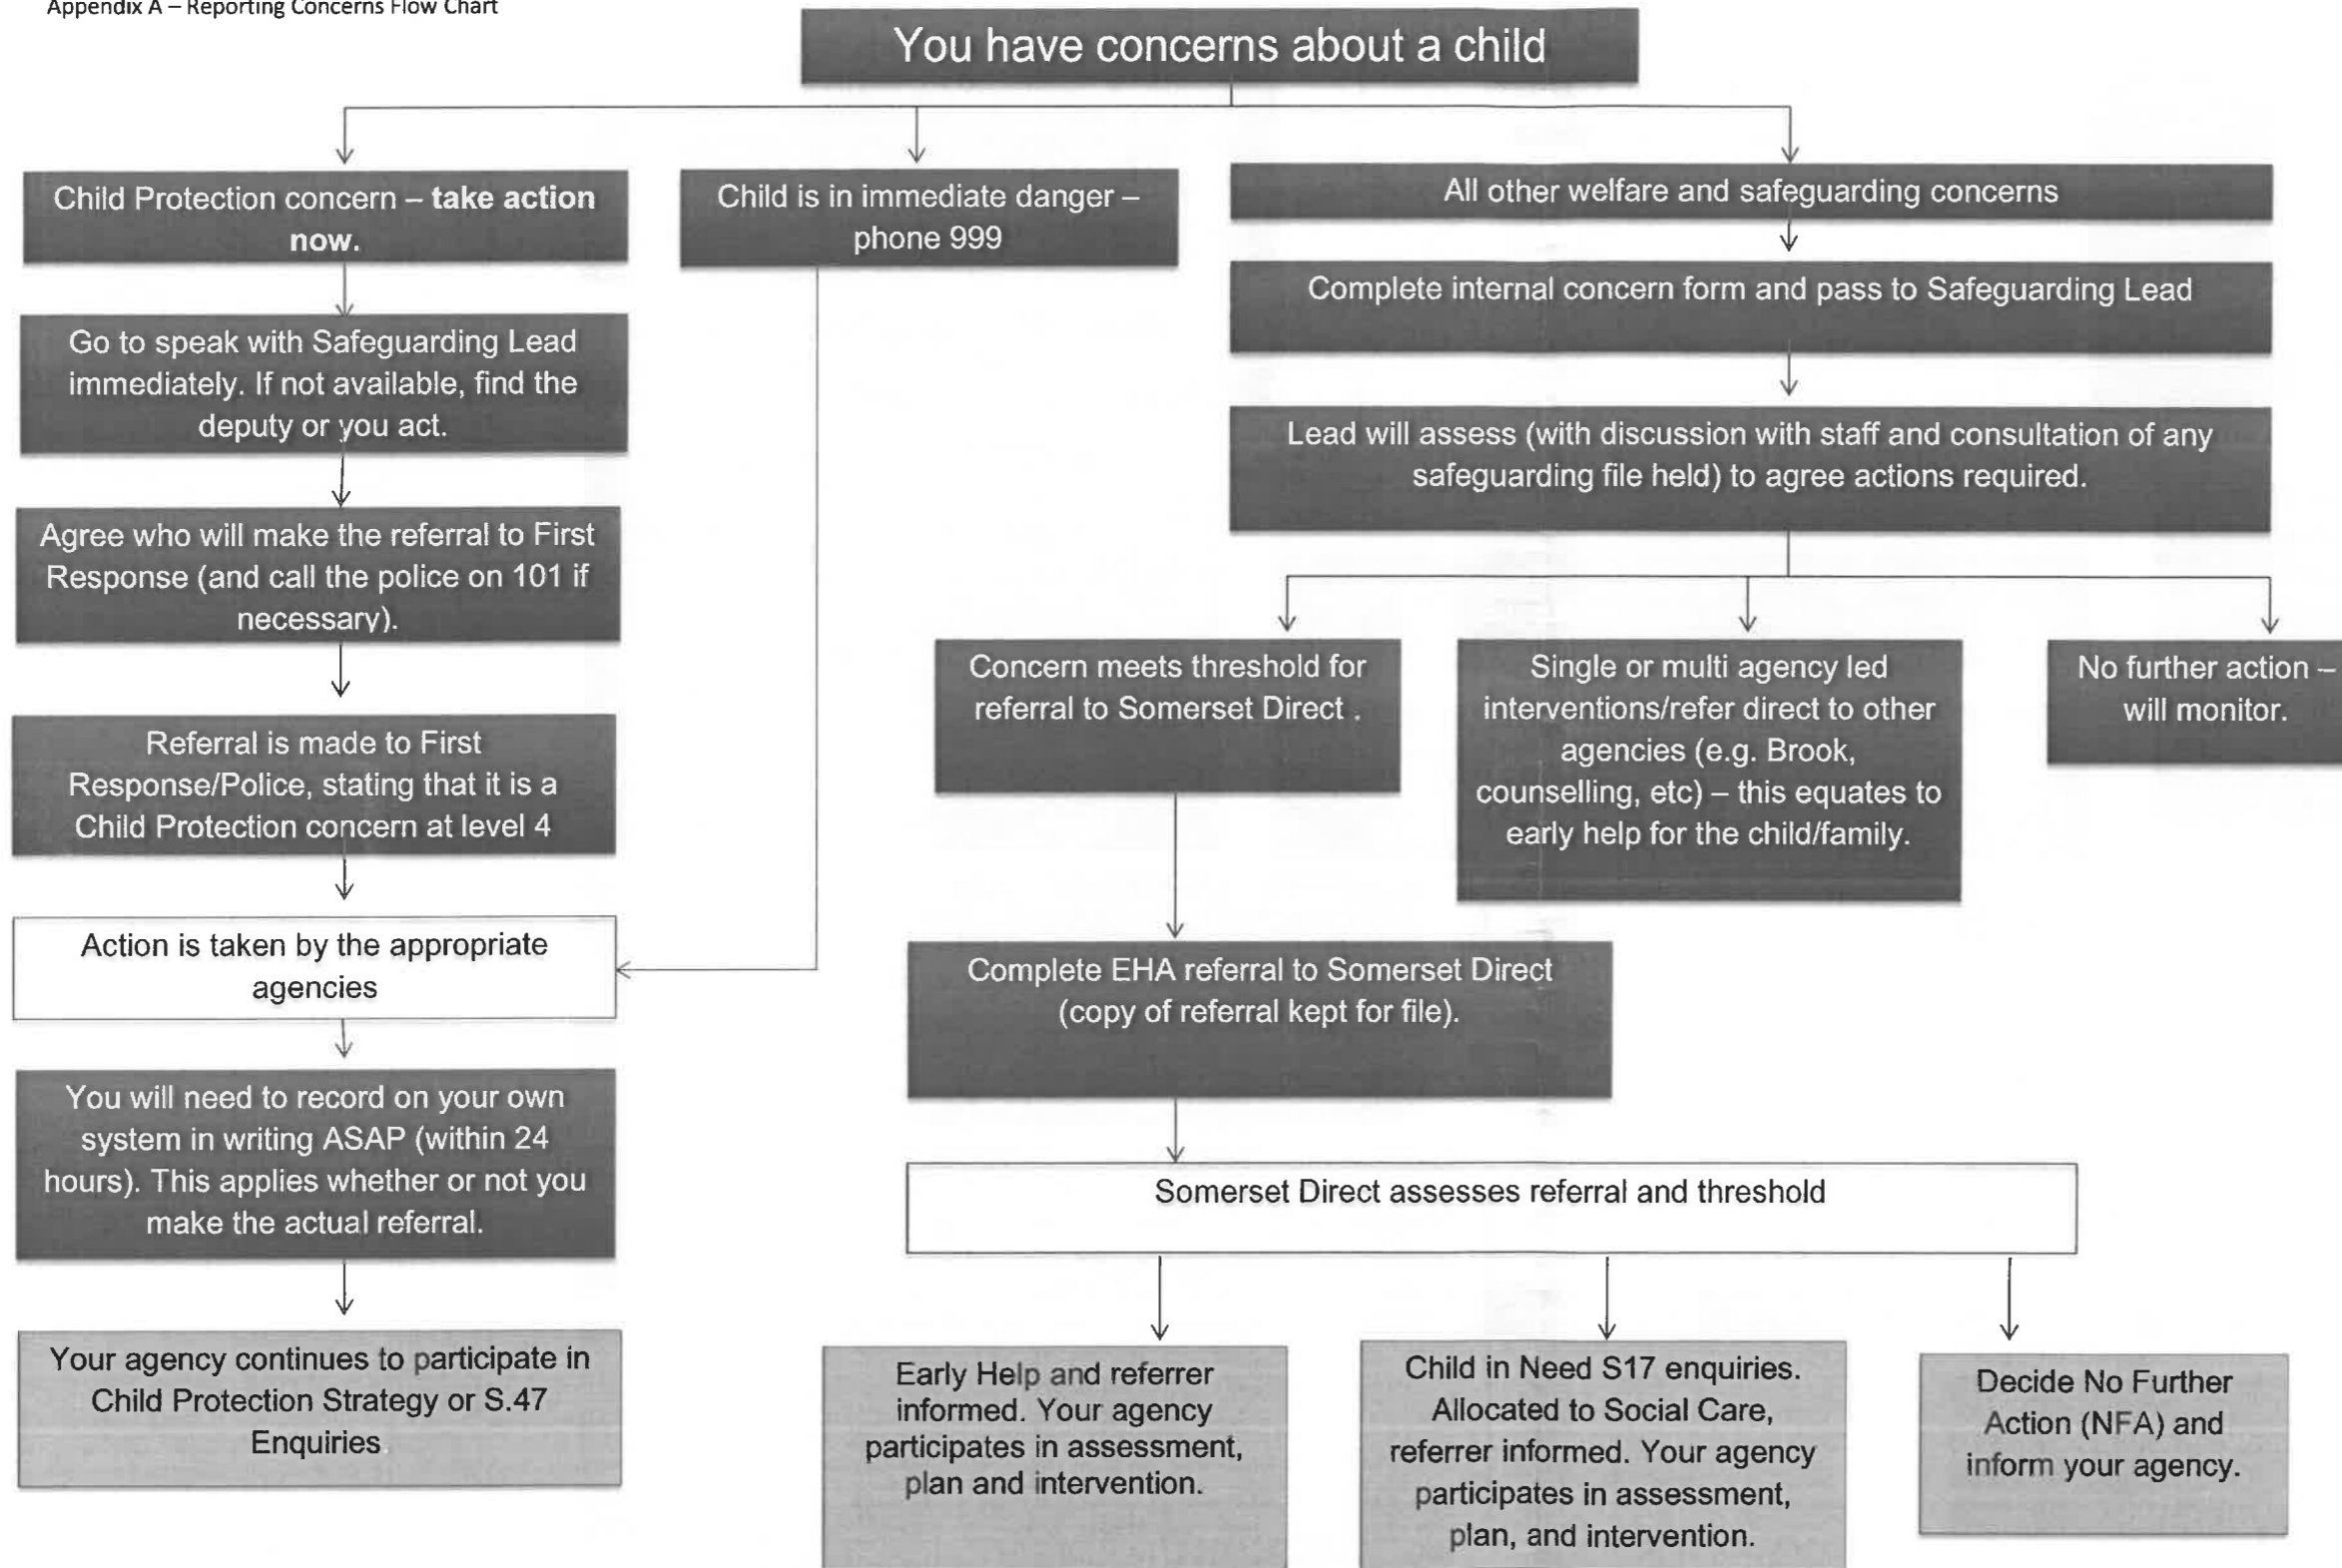 Appendix A – Reporting Concerns Flow Chart
You have concerns about a child
Child Protection concern – take action
now.
Go to speak with Safeguarding Lead
immediately. If not available, find the
deputy or you act.
Agree who will make the referral to First
Response (and call the police on 101 if
necessary).
Referral is made to First
Response/Police, stating that it is a
Child Protection concern at level 4
Action is taken by the appropriate
agencies
You will need to record on your own
system in writing ASAP (within 24
hours). This applies whether or not you
make the actual referral.
Your agency continues to participate in
Child Protection Strategy or S.47
Enquiries.
Child is in immediate danger –
phone 999
All other welfare and safeguarding concerns
Complete internal concern form and pass to Safeguarding Lead
Lead will assess (with discussion with staff and consultation of any
safeguarding file held) to agree actions required.
Concern meets threshold for
referral to Somerset Direct .
Single or multi agency led
interventions/refer direct to other
agencies (e.g. Brook,
counselling, etc) – this equates to
early help for the child/family.
No further action –
will monitor.
Complete EHA referral to Somerset Direct
(copy of referral kept for file).
Somerset Direct assesses referral and threshold
Early Help and referrer
informed. Your agency
participates in assessment,
plan and intervention.
Child in Need S17 enquiries.
Allocated to Social Care,
referrer informed. Your agency
participates in assessment,
plan, and intervention.
Decide No Further
Action (NFA) and
inform your agency.